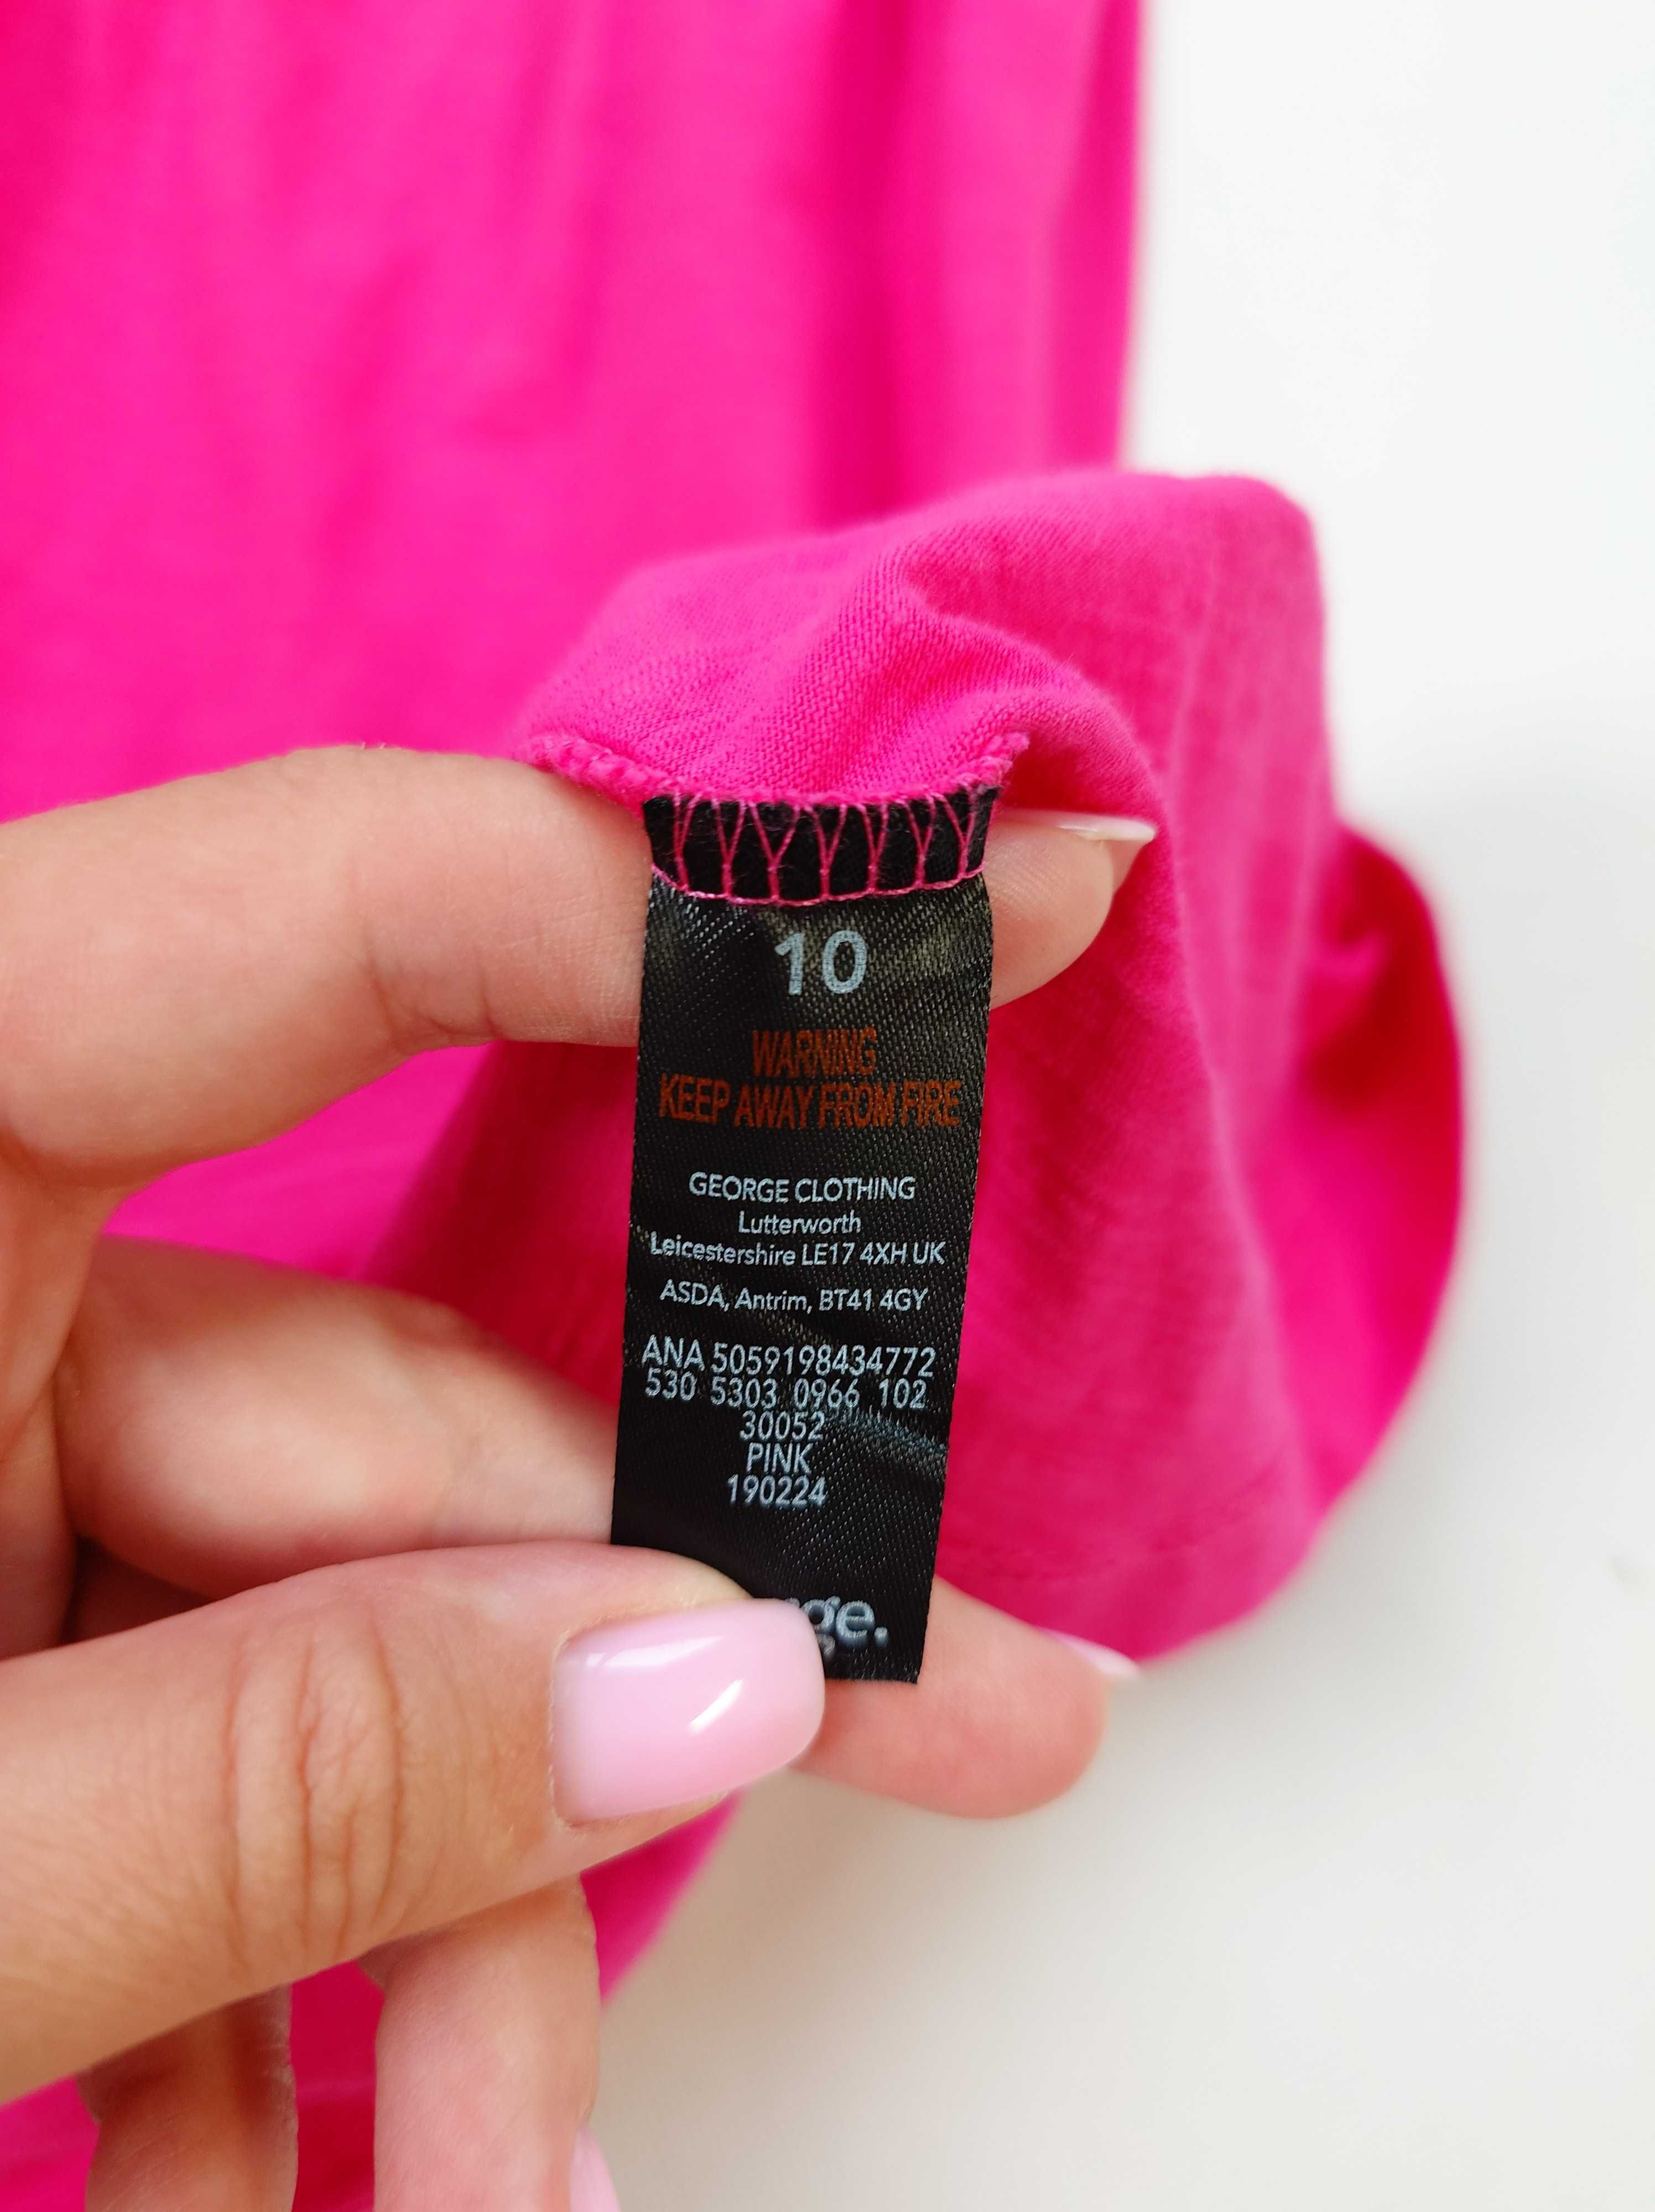 10
WARNING
KEEP AWAY FROM FIRE
GEORGE CLOTHING
Lutterworth
Leicestershire LE17 4XH UK
ASDA, Antrim, BT41 4GY
ANA 5059198434772
530 5303 0966 102
30052
PINK
190224
ge.